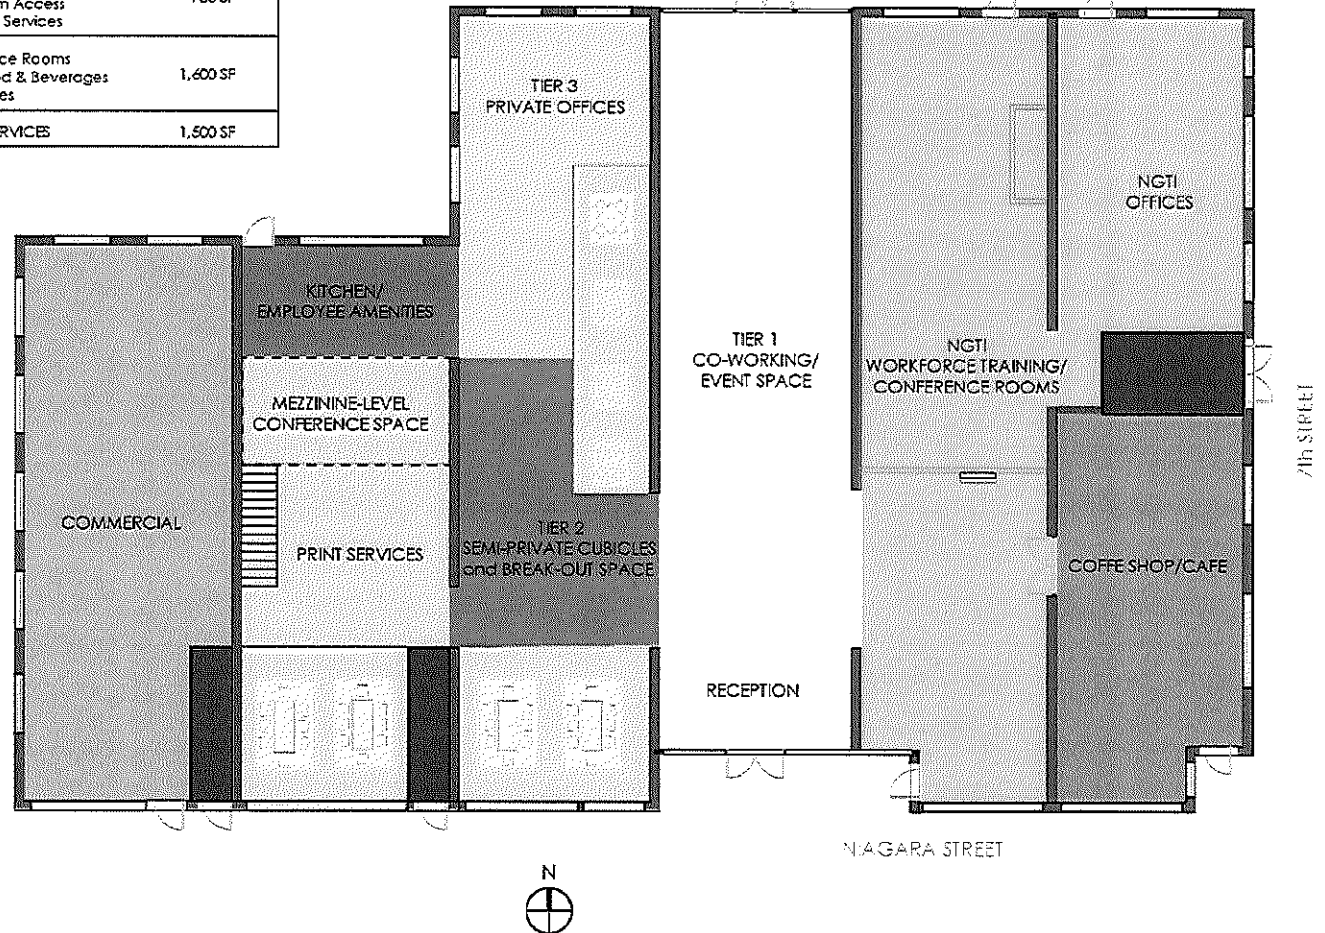 m Access
Services
ce Rooms
d & Beverages
es
1,600 SF
RVICES
1,500 SF
TIER 3
PRIVATE OFFICES
NGTI
OFFICES
KITCHEN/
EMPLOYEE AMENITIES
TIER 1
CO-WORKING/
EVENT SPACE
NGTI
WORKFORCE TRAINING/
CONFERENCE ROOMS
MEZZININE-LEVEL
CONFERENCE SPACE
7th STREET
COMMERCIAL
PRINT SERVICES
TIER 2
SEMI-PRIVATE CUBICLES
and BREAK-OUT SPACE
COFFE SHOP/CAFE
RECEPTION
NIAGARA STREET
N